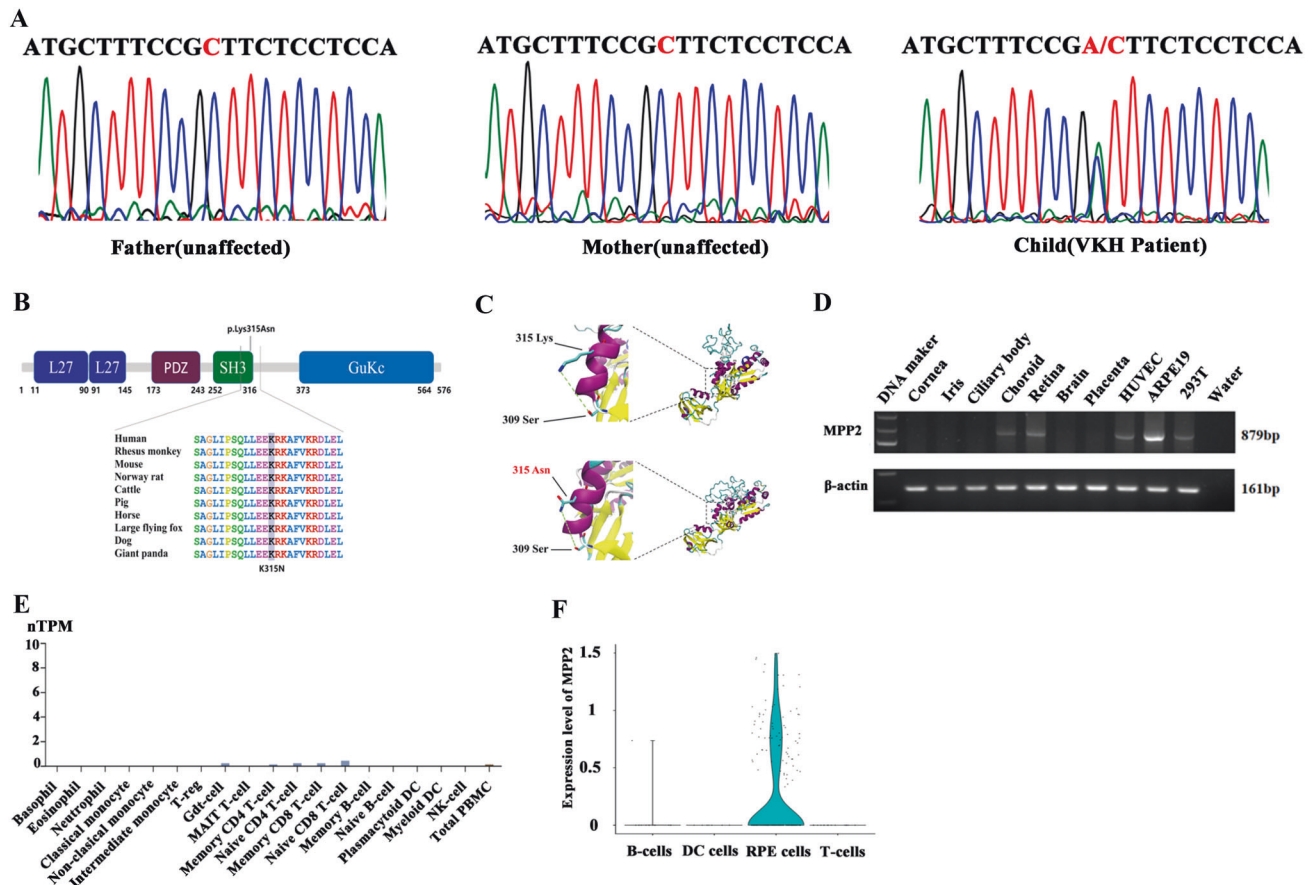 A
ATGCTTTCCGCTTCTCCTCCA
Father(unaffected)
ATGCTTTCCGCTTCTCCTCCA
Mother(unaffected)
ATGCTTTCCGA/CTTCTCCTCCA
Child(VKH Patient)
B
p.Lys315Asn
L27 L27 PDZ SH3 GuKc
1 11 90 91 145 173 243 252 316 373 564 576
Human SAGLIPSQLLEEKRKAFVKRDLEL
Rhesus monkey SAGLIPSQLLEEKRKAFVKRDLEL
Mouse SAGLIPSQLLEEKRKAFVKRDLEL
Norway rat SAGLIPSQLLEEKRKAFVKRDLEL
Cattle SAGLIPSQLLEEKRKAFVKRDLEL
Pig SAGLIPSQLLEEKRKAFVKRDLEL
Horse SAGLIPSQLLEEKRKAFVKRDLEL
Large flying fox SAGLIPSQLLEEKRKAFVKRDLEL
Dog SAGLIPSQLLEEKRKAFVKRDLEL
Giant panda SAGLIPSQLLEEKRKAFVKRDLEL
K315N
C
315 Lys
309 Ser
315 Asn
309 Ser
D
DNA maker
Cornea
Iris
Ciliary body
Choroid
Retina
Brain
Placenta
HUVEC
ARPE19
293T
Water
MPP2 879bp
β-actin 161bp
E
nTPM
10
8
6
4
2
0
Basophil
Eosinophil
Neutrophil
Classical monocyte
Non-clasical monocyte
Intermediate monocyte
T-reg
Gdt-cell
MAIT T-cell
Memory CD4 T-cell
Naive CD4 T-cell
Memory CD8 T-cell
Naive CD8 T-cell
Memory B-cell
Naive B-cell
Plasmacytoid DC
Myeloid DC
NK-cell
Total PBMC
F
Expression level of MPP2
1.5
1
0.5
0
B-cells DC cells RPE cells T-cells